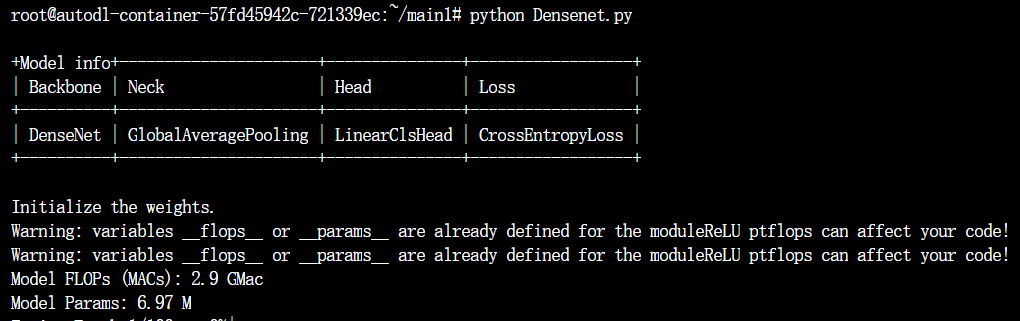 root@autodl-container-57fd45942c-721339ec:~/main1# python Densenet.py
+Model info+----------------------+----------------+------------------+
| Backbone | Neck | Head | Loss |
+----------+----------------------+----------------+------------------+
| DenseNet | GlobalAveragePooling | LinearClsHead | CrossEntropyLoss |
+----------+----------------------+----------------+------------------+
Initialize the weights.
Warning: variables __flops__ or __params__ are already defined for the moduleReLU ptflops can affect your code!
Warning: variables __flops__ or __params__ are already defined for the moduleReLU ptflops can affect your code!
Model FLOPs (MACs): 2.9 GMac
Model Params: 6.97 M